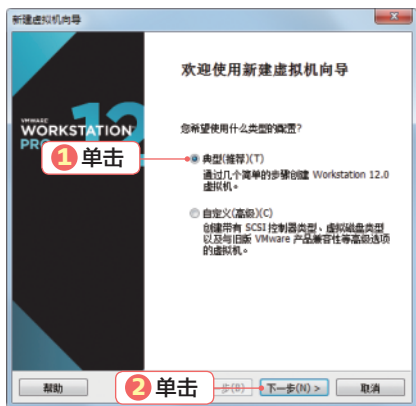 新建虚拟机向导
欢迎使用新建虚拟机向导
VMWARE
WORKSTATION
PRO
12
您希望使用什么类型的配置?
1 单击
典型(推荐)(T)
通过几个简单的步骤创建 Workstation 12.0
虚拟机。
自定义(高级)(C)
创建带有 SCSI 控制器类型、虚拟磁盘类型
以及与旧版 VMware 产品兼容性等高级选项
的虚拟机。
帮助
2 单击
步(B)
下一步(N) >
取消